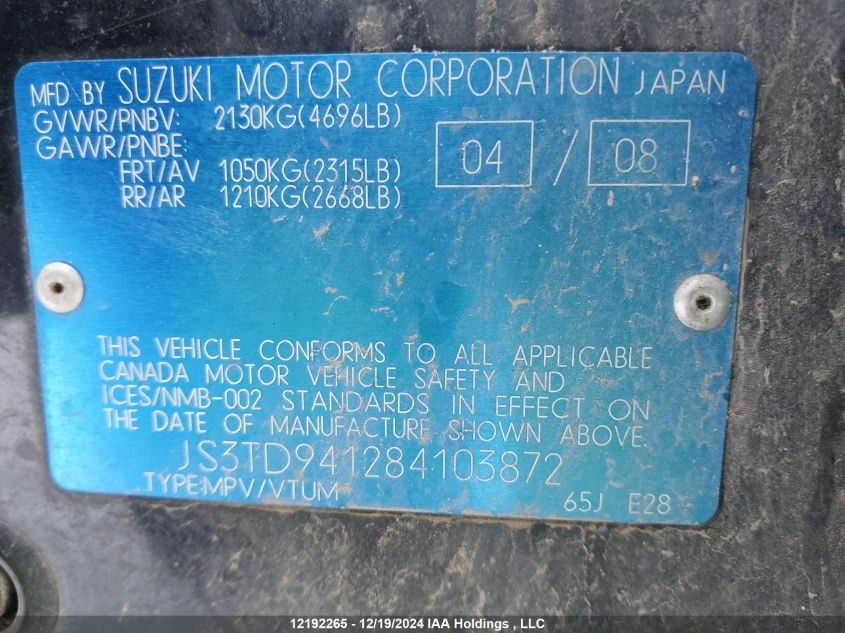 MFD BY SUZUKI MOTOR CORPORATION JAPAN
GVWR/PNBV: 2130KG(4696LB)
GAWR/PNBE:
04 / 08
FRT/AV 1050KG(2315LB)
RR/AR 1210KG(2668LB)
THIS VEHICLE CONFORMS TO ALL APPLICABLE
CANADA MOTOR VEHICLE SAFETY AND
ICES/NMB-002 STANDARDS IN EFFECT ON
THE DATE OF MANUFACTURE SHOWN ABOVE.
JS3TD941284103872
TYPE:MPV/VTUM
65J E28
12192265 - 12/19/2024 IAA Holdings , LLC